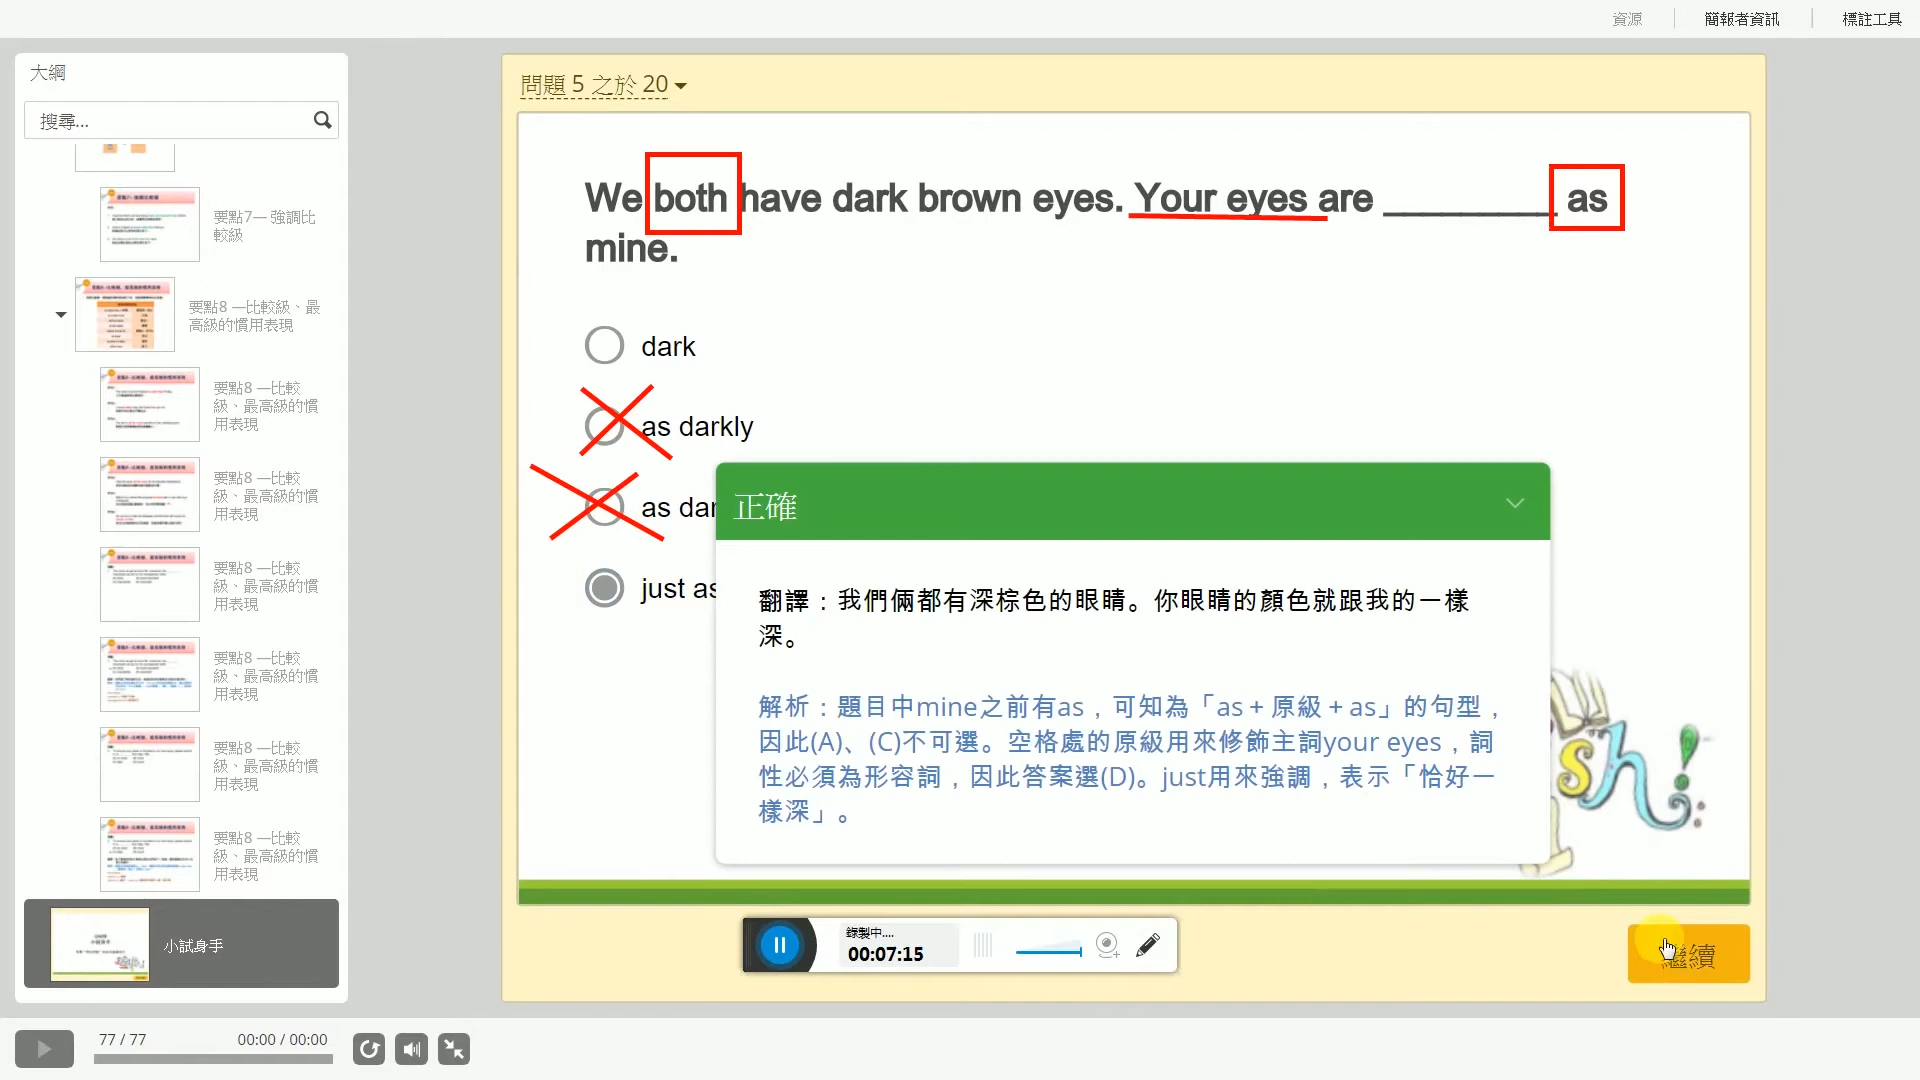 資源
簡報者資訊
標註工具
大綱
搜尋...
要點7— 強調比
較級
要點8 —比較級、最
高級的慣用表現
要點8 —比較
級、最高級的慣
用表現
要點8 —比較
級、最高級的慣
用表現
要點8 —比較
級、最高級的慣
用表現
要點8 —比較
級、最高級的慣
用表現
要點8 —比較
級、最高級的慣
用表現
要點8 —比較
級、最高級的慣
用表現
小試身手
問題 5 之於 20
We both have dark brown eyes. Your eyes are __________ as
mine.
dark
as darkly
as dar
just as
正確
翻譯：我們倆都有深棕色的眼睛。你眼睛的顏色就跟我的一樣
深。
解析：題目中mine之前有as，可知為「as＋原級＋as」的句型，
因此(A)、(C)不可選。空格處的原級用來修飾主詞your eyes，詞
性必須為形容詞，因此答案選(D)。just用來強調，表示「恰好一
樣深」。
sh!
錄製中....
00:07:15
繼續
77 / 77
00:00 / 00:00